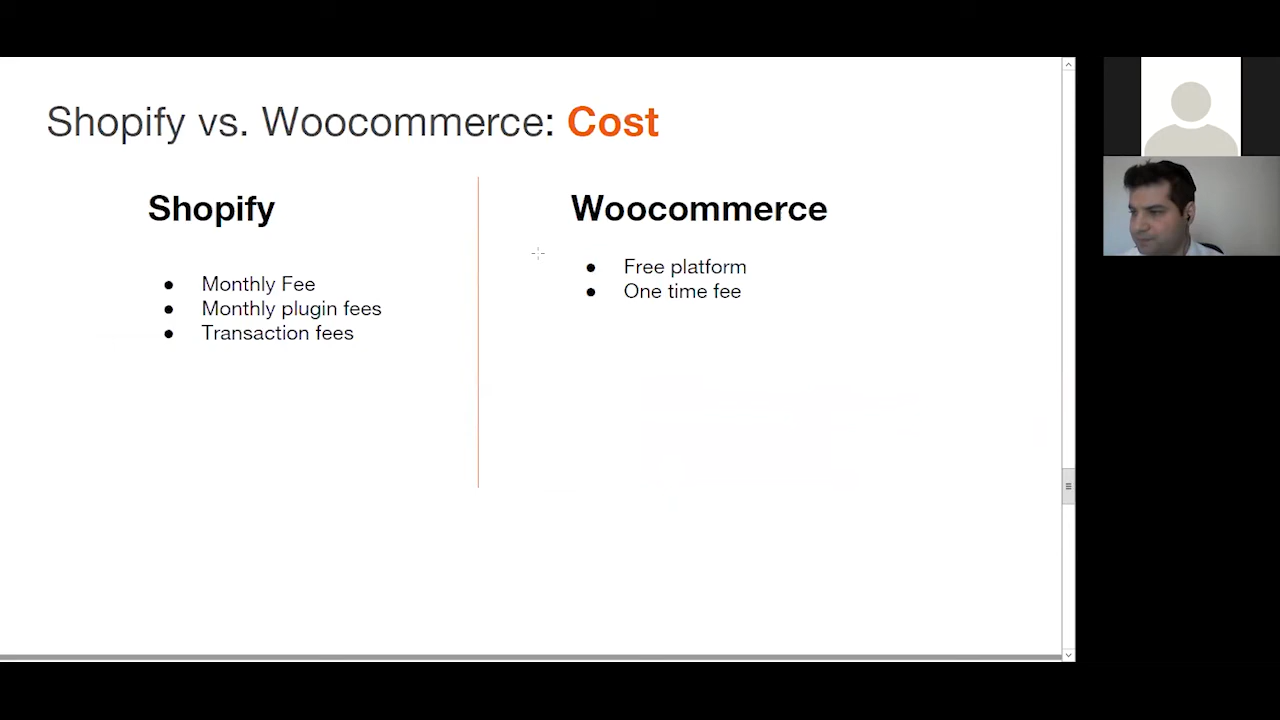 Shopify vs. Woocommerce: Cost
Shopify
● Monthly Fee
● Monthly plugin fees
● Transaction fees
Woocommerce
● Free platform
● One time fee